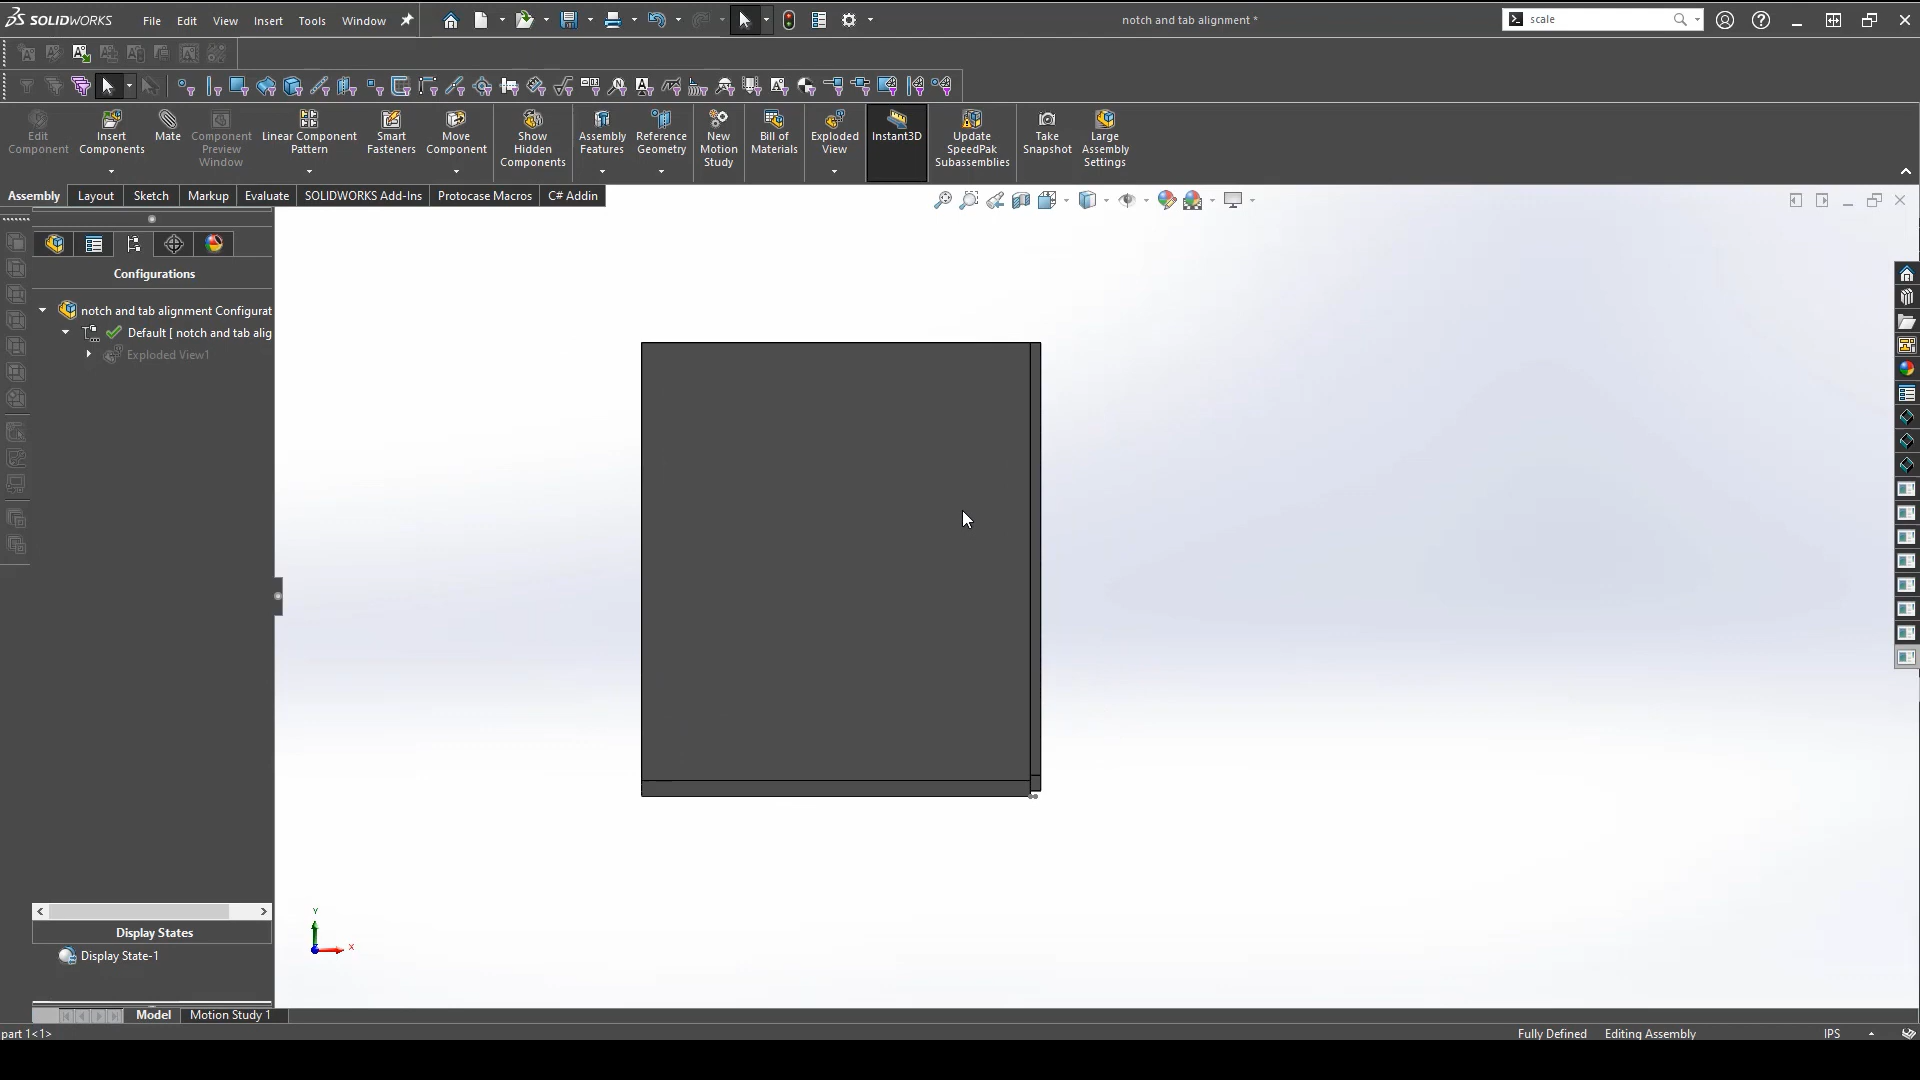 SOLIDWORKS File Edit View Insert Tools Window notch and tab alignment * scale
Edit Component
Insert Components
Mate
Component Preview Window
Linear Component Pattern
Smart Fasteners
Move Component
Show Hidden Components
Assembly Features
Reference Geometry
New Motion Study
Bill of Materials
Exploded View
Instant3D
Update SpeedPak Subassemblies
Take Snapshot
Large Assembly Settings
Assembly Layout Sketch Markup Evaluate SOLIDWORKS Add-Ins Protocase Macros C# Addin
Configurations
notch and tab alignment Configurat
Default [ notch and tab alig
Exploded View1
Y
X
Display States
Display State-1
Model Motion Study 1
part 1<1> Fully Defined Editing Assembly IPS